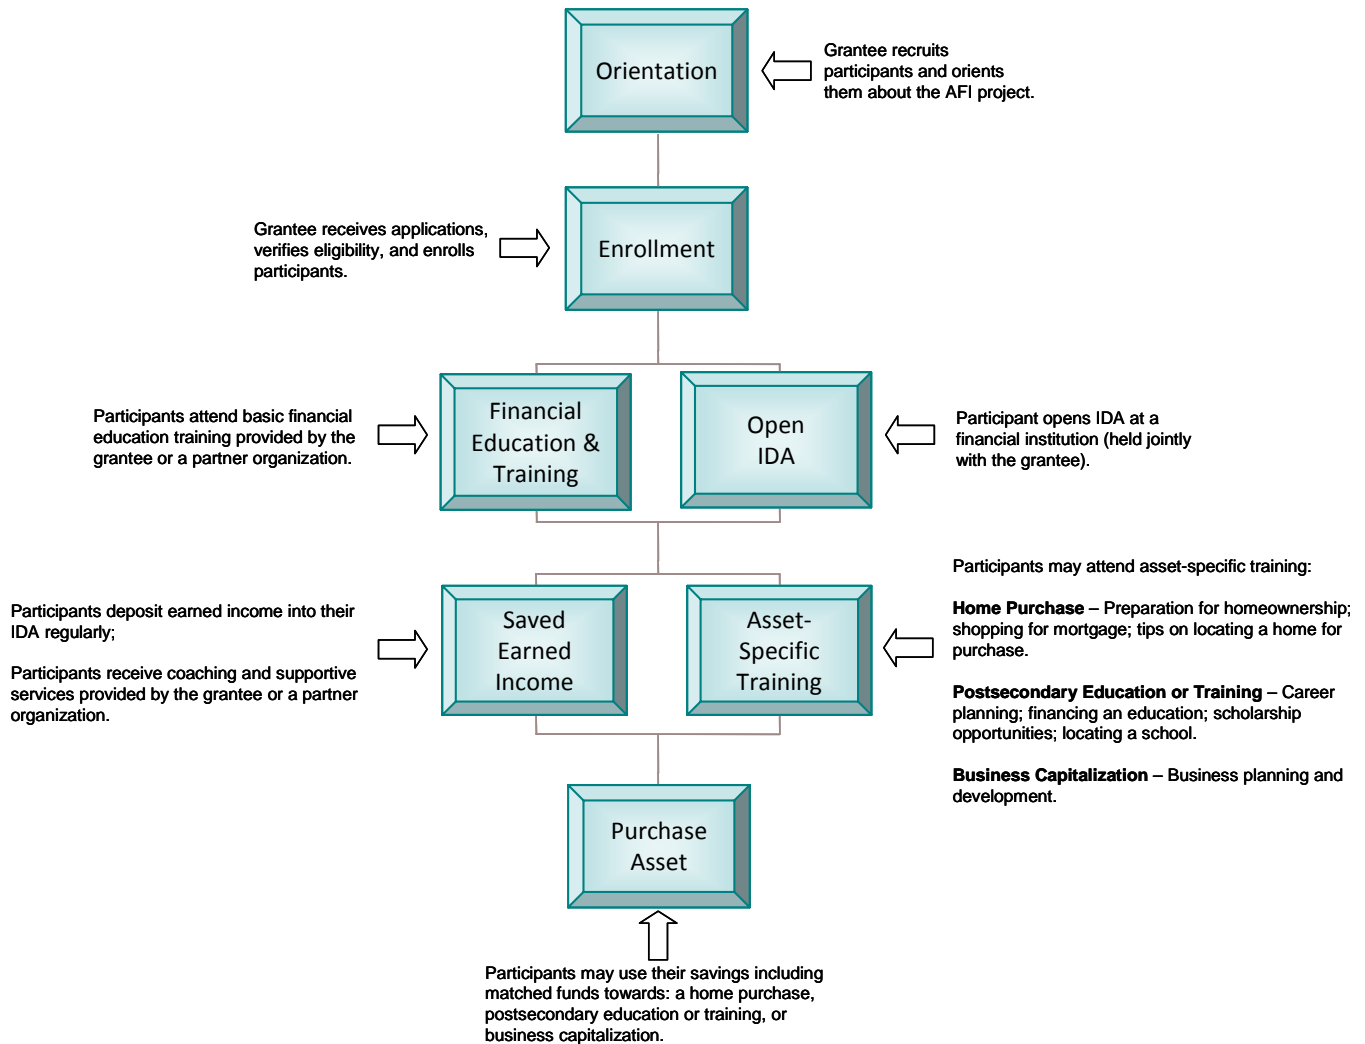 Orientation
Grantee recruits
participants and orients
them about the AFI project.
Grantee receives applications,
verifies eligibility, and enrolls
participants.
Enrollment
Participants attend basic financial
education training provided by the
grantee or a partner organization.
Financial
Education &
Training
Open
IDA
Participant opens IDA at a
financial institution (held jointly
with the grantee).
Participants deposit earned income into their
IDA regularly;
Participants receive coaching and supportive
services provided by the grantee or a partner
organization.
Saved
Earned
Income
Asset-
Specific
Training
Participants may attend asset-specific training:
Home Purchase – Preparation for homeownership;
shopping for mortgage; tips on locating a home for
purchase.
Postsecondary Education or Training – Career
planning; financing an education; scholarship
opportunities; locating a school.
Business Capitalization – Business planning and
development.
Purchase
Asset
Participants may use their savings including
matched funds towards: a home purchase,
postsecondary education or training, or
business capitalization.